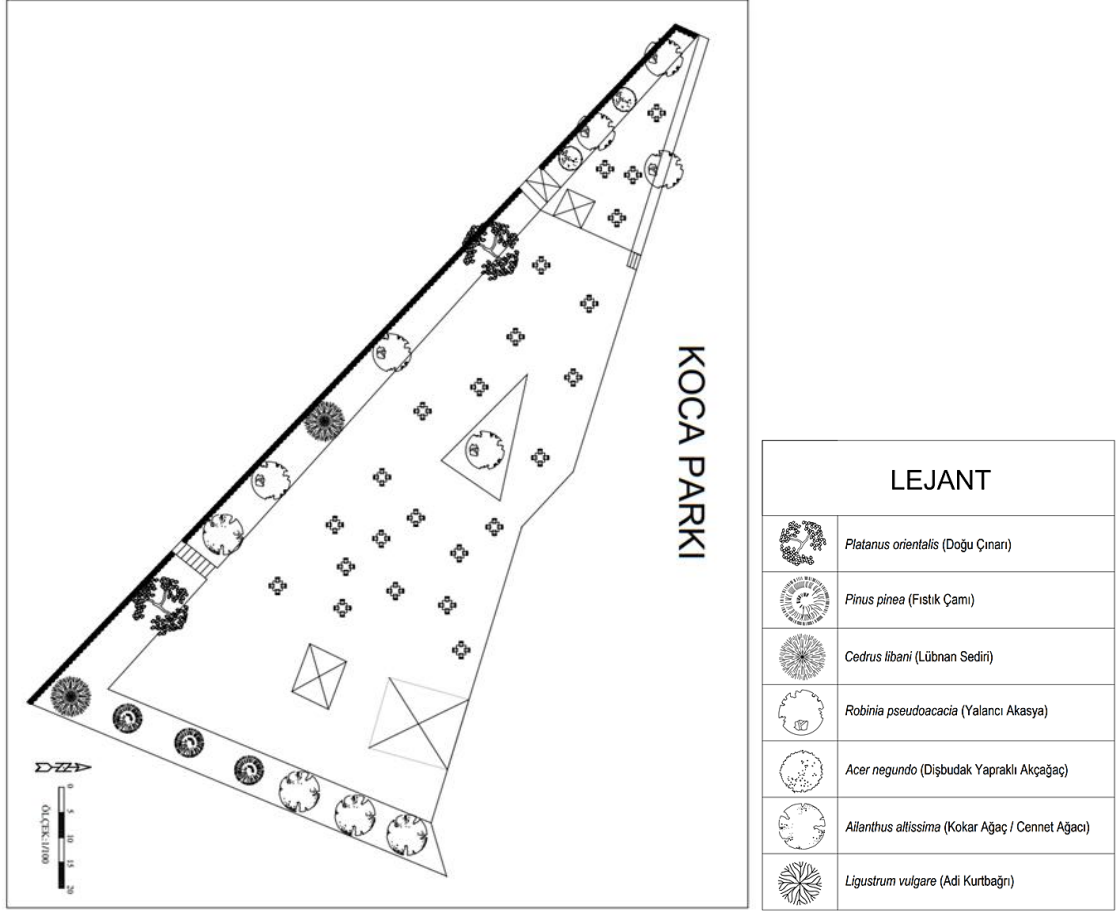 KOCA PARKI
LEJANT
Platanus orientalis (Doğu Çınarı)
Pinus pinea (Fıstık Çamı)
Cedrus libani (Lübnan Sediri)
Robinia pseudoacacia (Yalancı Akasya)
Acer negundo (Dişbudak Yapraklı Akçağaç)
Ailanthus altissima (Kokar Ağaç / Cennet Ağacı)
Ligustrum vulgare (Adi Kurtbağrı)
0 5 10 15 20
ÖLÇEK:1/100